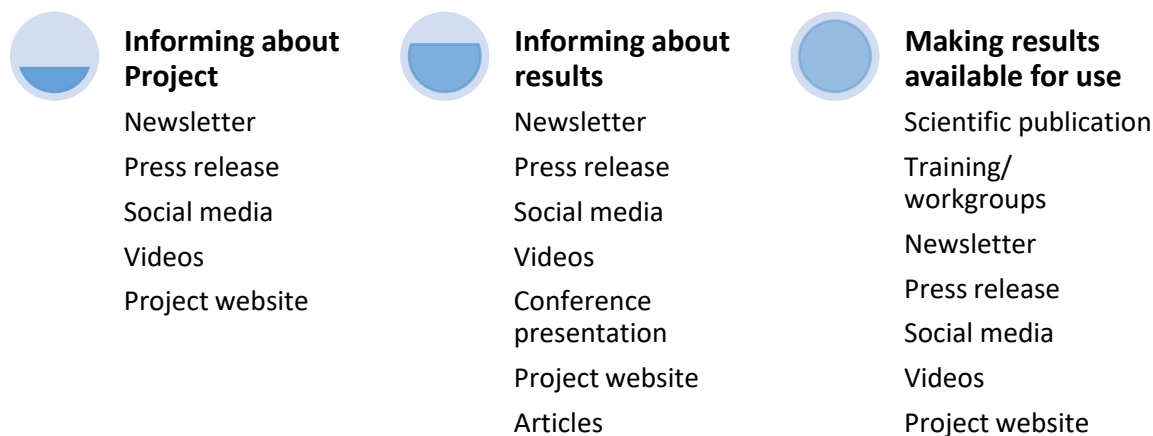 Informing about
Project
Newsletter
Press release
Social media
Videos
Project website
Informing about
results
Newsletter
Press release
Social media
Videos
Conference
presentation
Project website
Articles
Making results
available for use
Scientific publication
Training/
workgroups
Newsletter
Press release
Social media
Videos
Project website